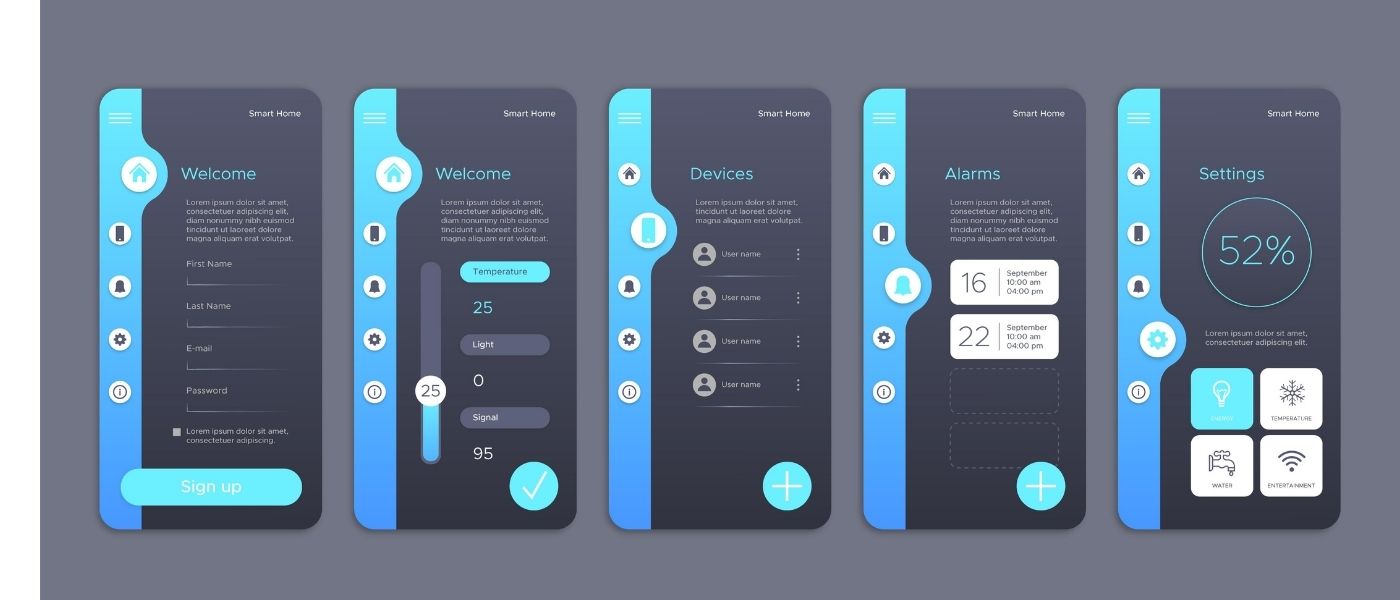 Smart Home
Welcome
Lorem ipsum dolor sit amet,
consectetuer adipiscing elit,
diam nonummy nibh euismod
tincidunt ut laoreet dolore
magna aliquam erat volutpat.
First Name
Last Name
E-mail
Password
Lorem ipsum dolor sit amet,
consectetuer adipiscing.
Sign up
Smart Home
Welcome
Lorem ipsum dolor sit amet,
consectetuer adipiscing elit,
diam nonummy nibh euismod
tincidunt ut laoreet dolore
magna aliquam erat volutpat.
Temperature
25
Light
0
25
Signal
95
Smart Home
Devices
Lorem ipsum dolor sit amet,
tincidunt ut laoreet dolore
magna aliquam erat volutpat.
User name
User name
User name
User name
Smart Home
Alarms
Lorem ipsum dolor sit amet,
consectetuer adipiscing elit,
diam nonummy nibh euismod
tincidunt ut laoreet dolore
magna aliquam erat volutpat.
16
September
10:00 am
04:00 pm
22
September
10:00 am
04:00 pm
Smart Home
Settings
52%
Lorem ipsum dolor sit amet,
consectetuer adipiscing elit.
ENERGY
TEMPERATURE
WATER
ENTERTAINMENT